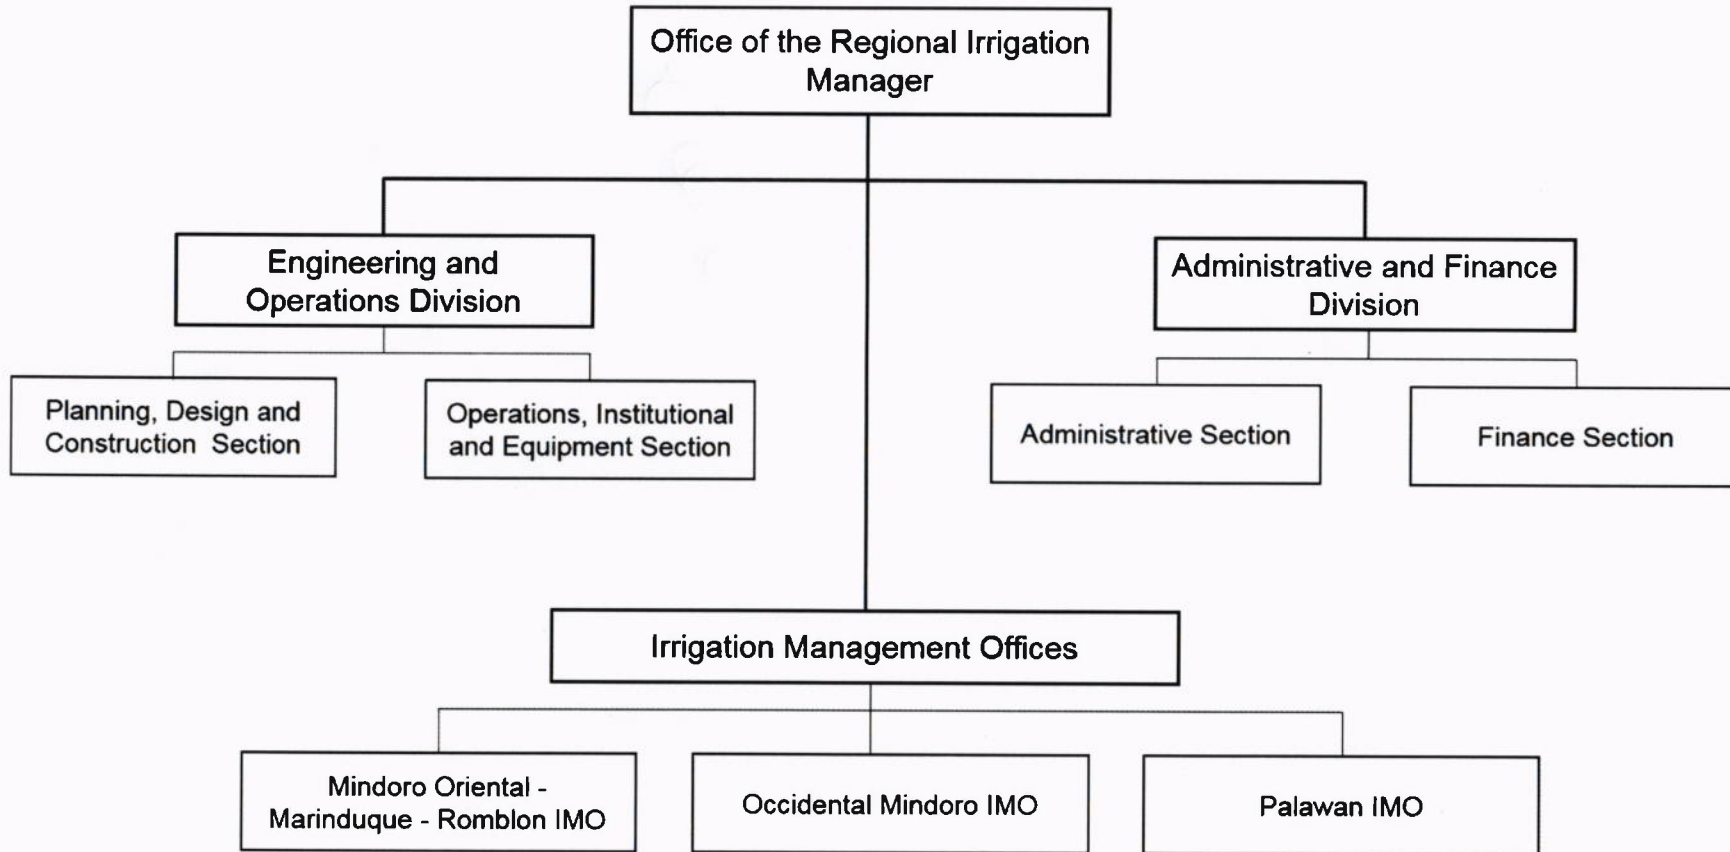 Office of the Regional Irrigation
Manager
Engineering and
Operations Division
Administrative and Finance
Division
Planning, Design and
Construction Section
Operations, Institutional
and Equipment Section
Administrative Section
Finance Section
Irrigation Management Offices
Mindoro Oriental -
Marinduque - Romblon IMO
Occidental Mindoro IMO
Palawan IMO